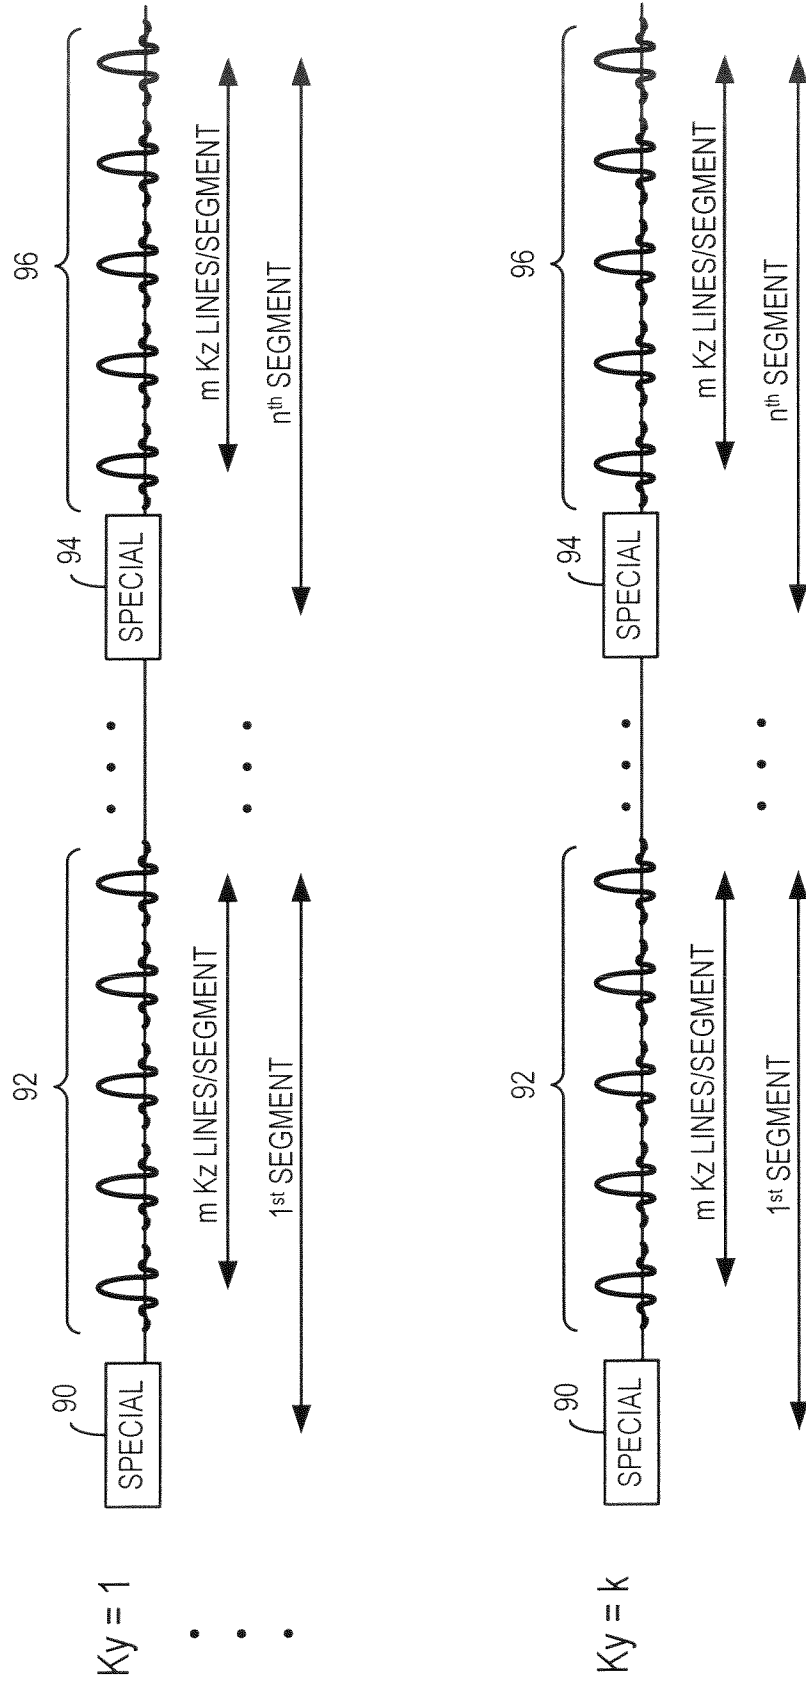 Ky = 1
90
SPECIAL
92
m Kz LINES/SEGMENT
1st SEGMENT
94
SPECIAL
96
m Kz LINES/SEGMENT
nth SEGMENT
Ky = k
90
SPECIAL
92
m Kz LINES/SEGMENT
1st SEGMENT
94
SPECIAL
96
m Kz LINES/SEGMENT
nth SEGMENT